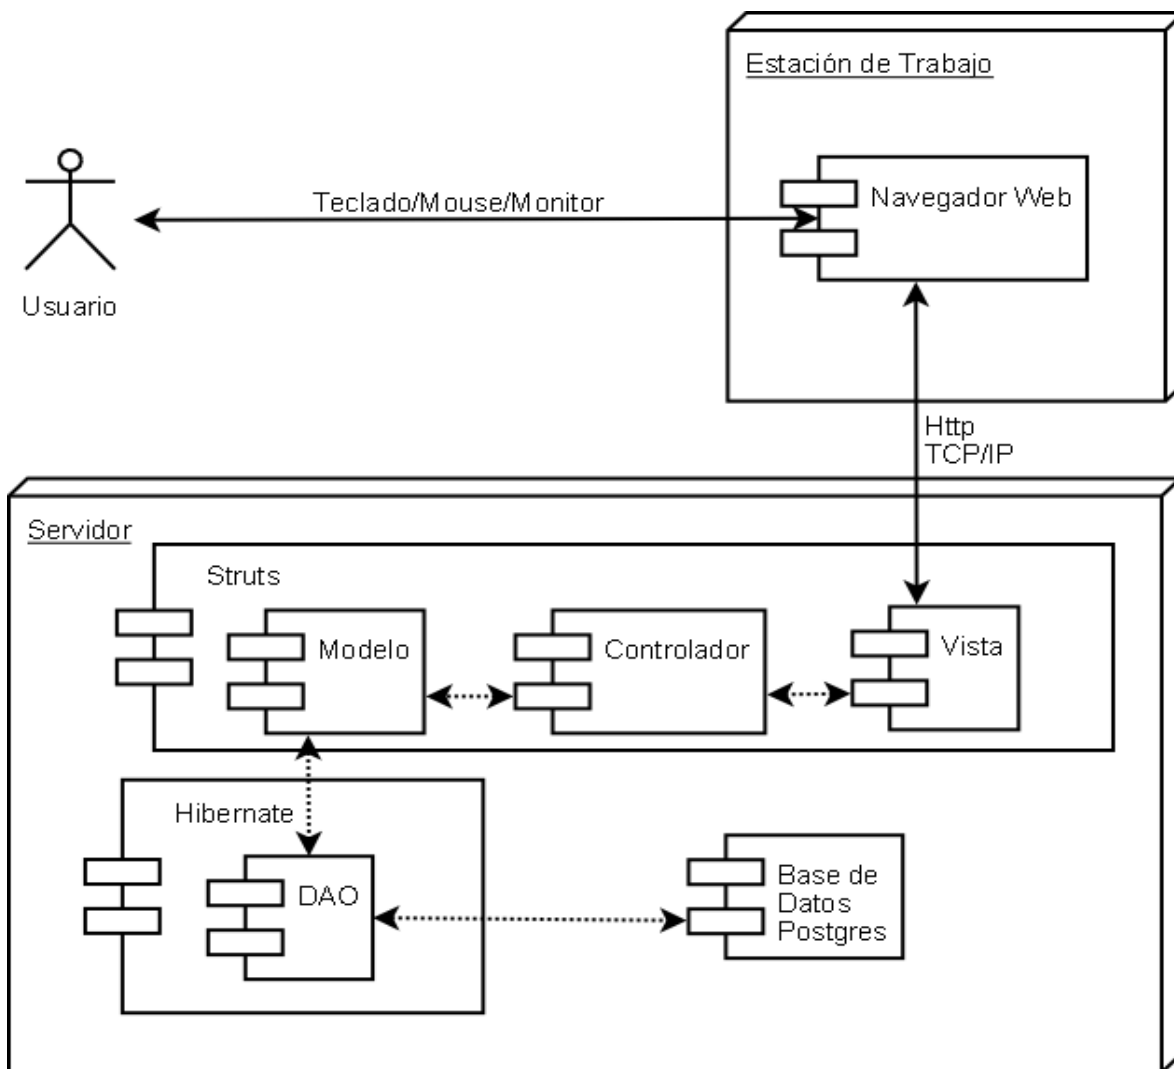 Estación de Trabajo
Navegador Web
Teclado/Mouse/Monitor
Usuario
Http
TCP/IP
Servidor
Struts
Modelo
Controlador
Vista
Hibernate
DAO
Base de
Datos
Postgres